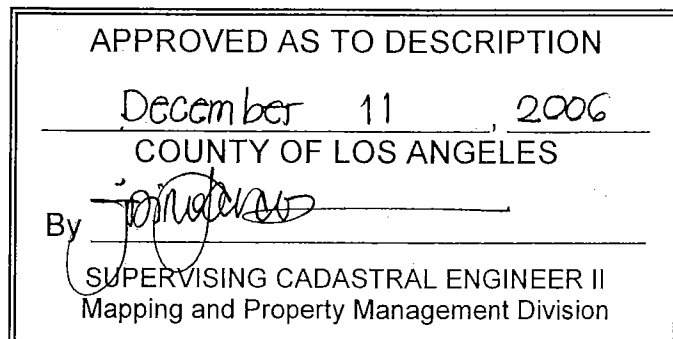 APPROVED AS TO DESCRIPTION
December 11, 2006
COUNTY OF LOS ANGELES
By
SUPERVISING CADASTRAL ENGINEER II
Mapping and Property Management Division